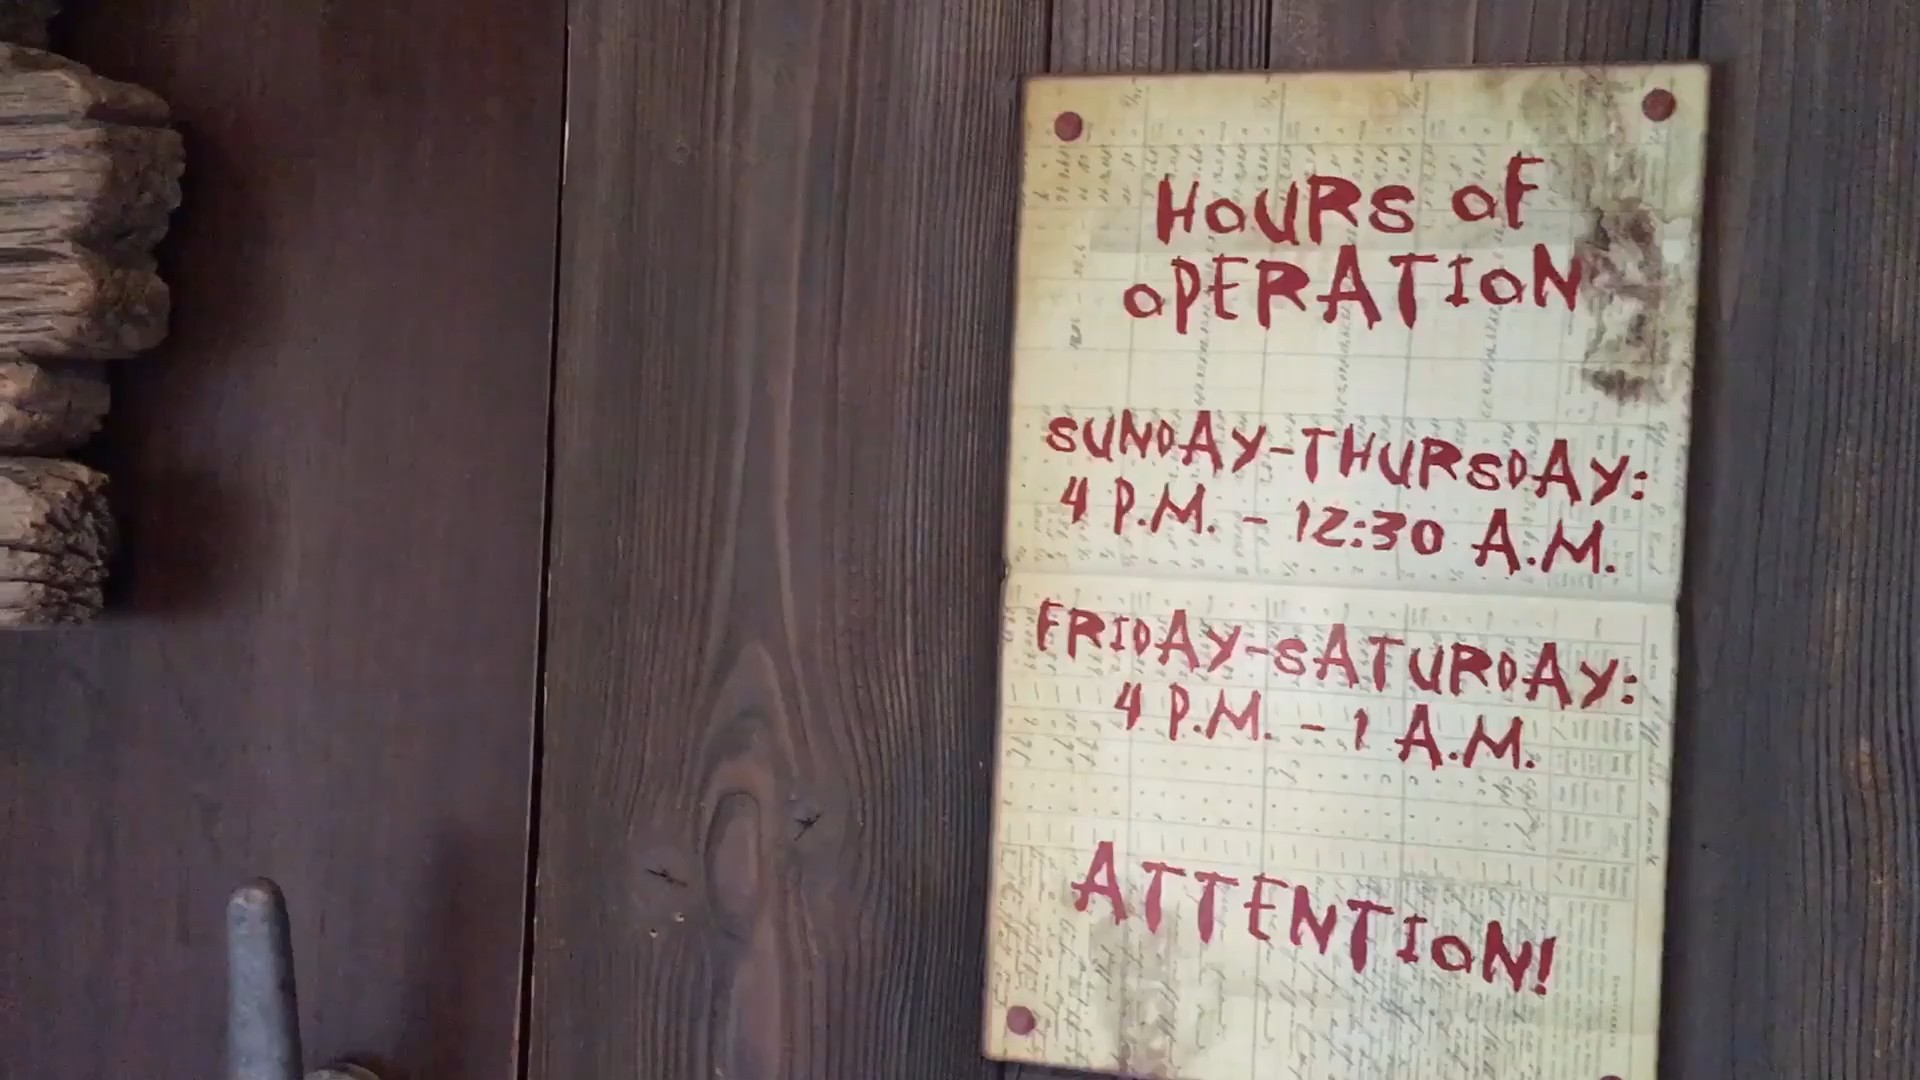 HOURS OF
OPERATION
SUNDAY-THURSDAY:
4 P.M. - 12:30 A.M.
FRIDAY-SATURDAY:
4 P.M. - 1 A.M.
ATTENTION!